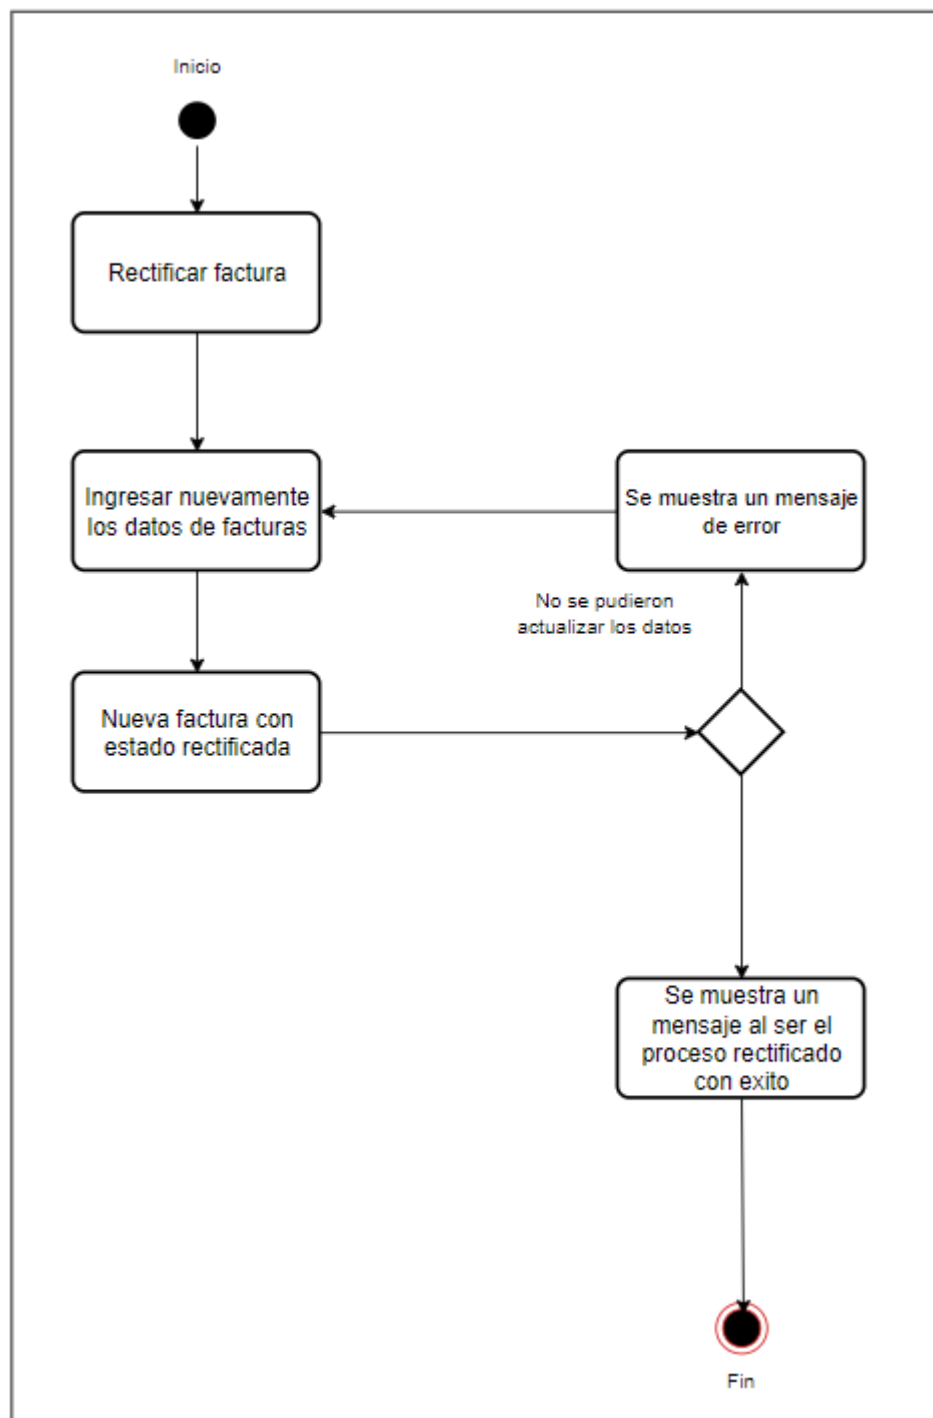 Inicio
Rectificar factura
Ingresar nuevamente
los datos de facturas
Se muestra un mensaje
de error
No se pudieron
actualizar los datos
Nueva factura con
estado rectificada
Se muestra un
mensaje al ser el
proceso rectificado
con exito
Fin